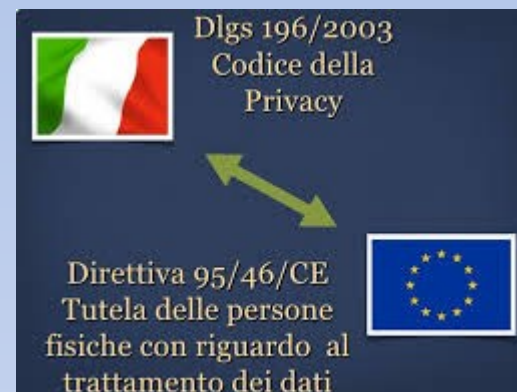 Dlgs 196/2003
Codice della
Privacy
Direttiva 95/46/CE
Tutela delle persone
fisiche con riguardo al
trattamento dei dati